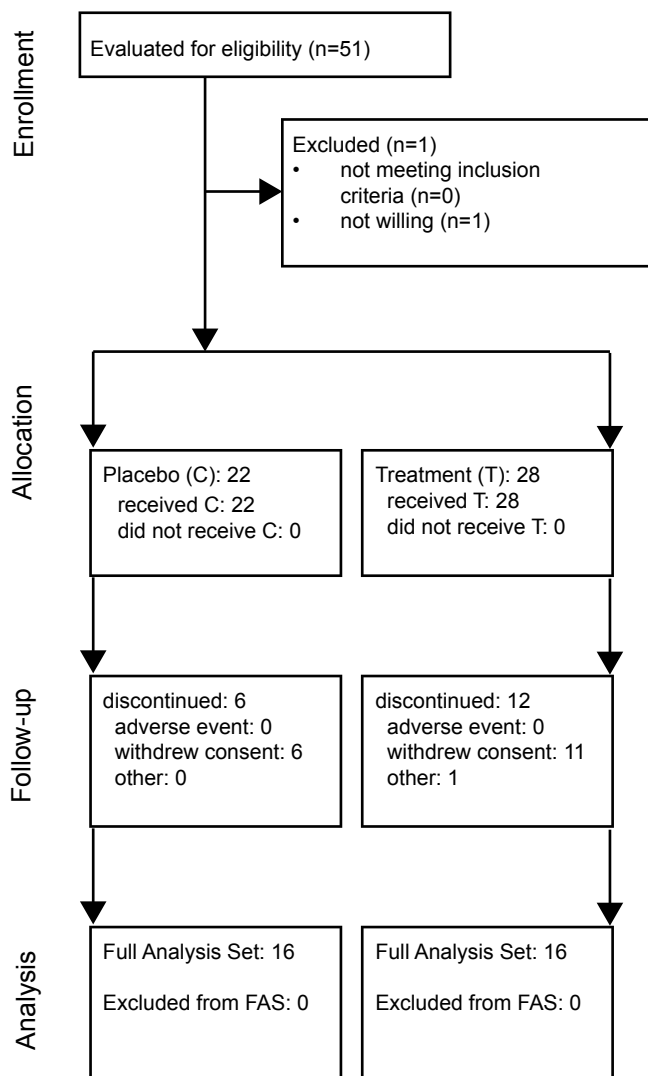 Enrollment
Evaluated for eligibility (n=51)
Excluded (n=1)
• not meeting inclusion
criteria (n=0)
• not willing (n=1)
Allocation
Placebo (C): 22
received C: 22
did not receive C: 0
Treatment (T): 28
received T: 28
did not receive T: 0
Follow-up
discontinued: 6
adverse event: 0
withdrew consent: 6
other: 0
discontinued: 12
adverse event: 0
withdrew consent: 11
other: 1
Analysis
Full Analysis Set: 16
Excluded from FAS: 0
Full Analysis Set: 16
Excluded from FAS: 0